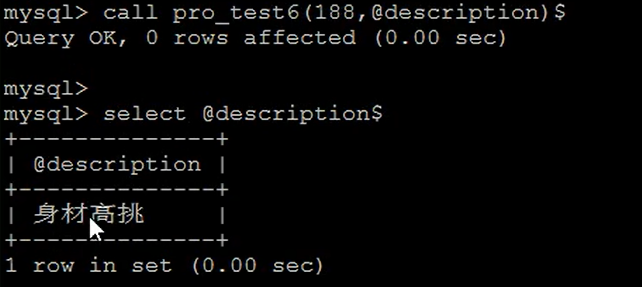 mysql> call pro_test6(188,@description)$
Query OK, 0 rows affected (0.00 sec)
mysql>
mysql> select @description$
+--------------+
| @description |
+--------------+
| 身材高挑     |
+--------------+
1 row in set (0.00 sec)